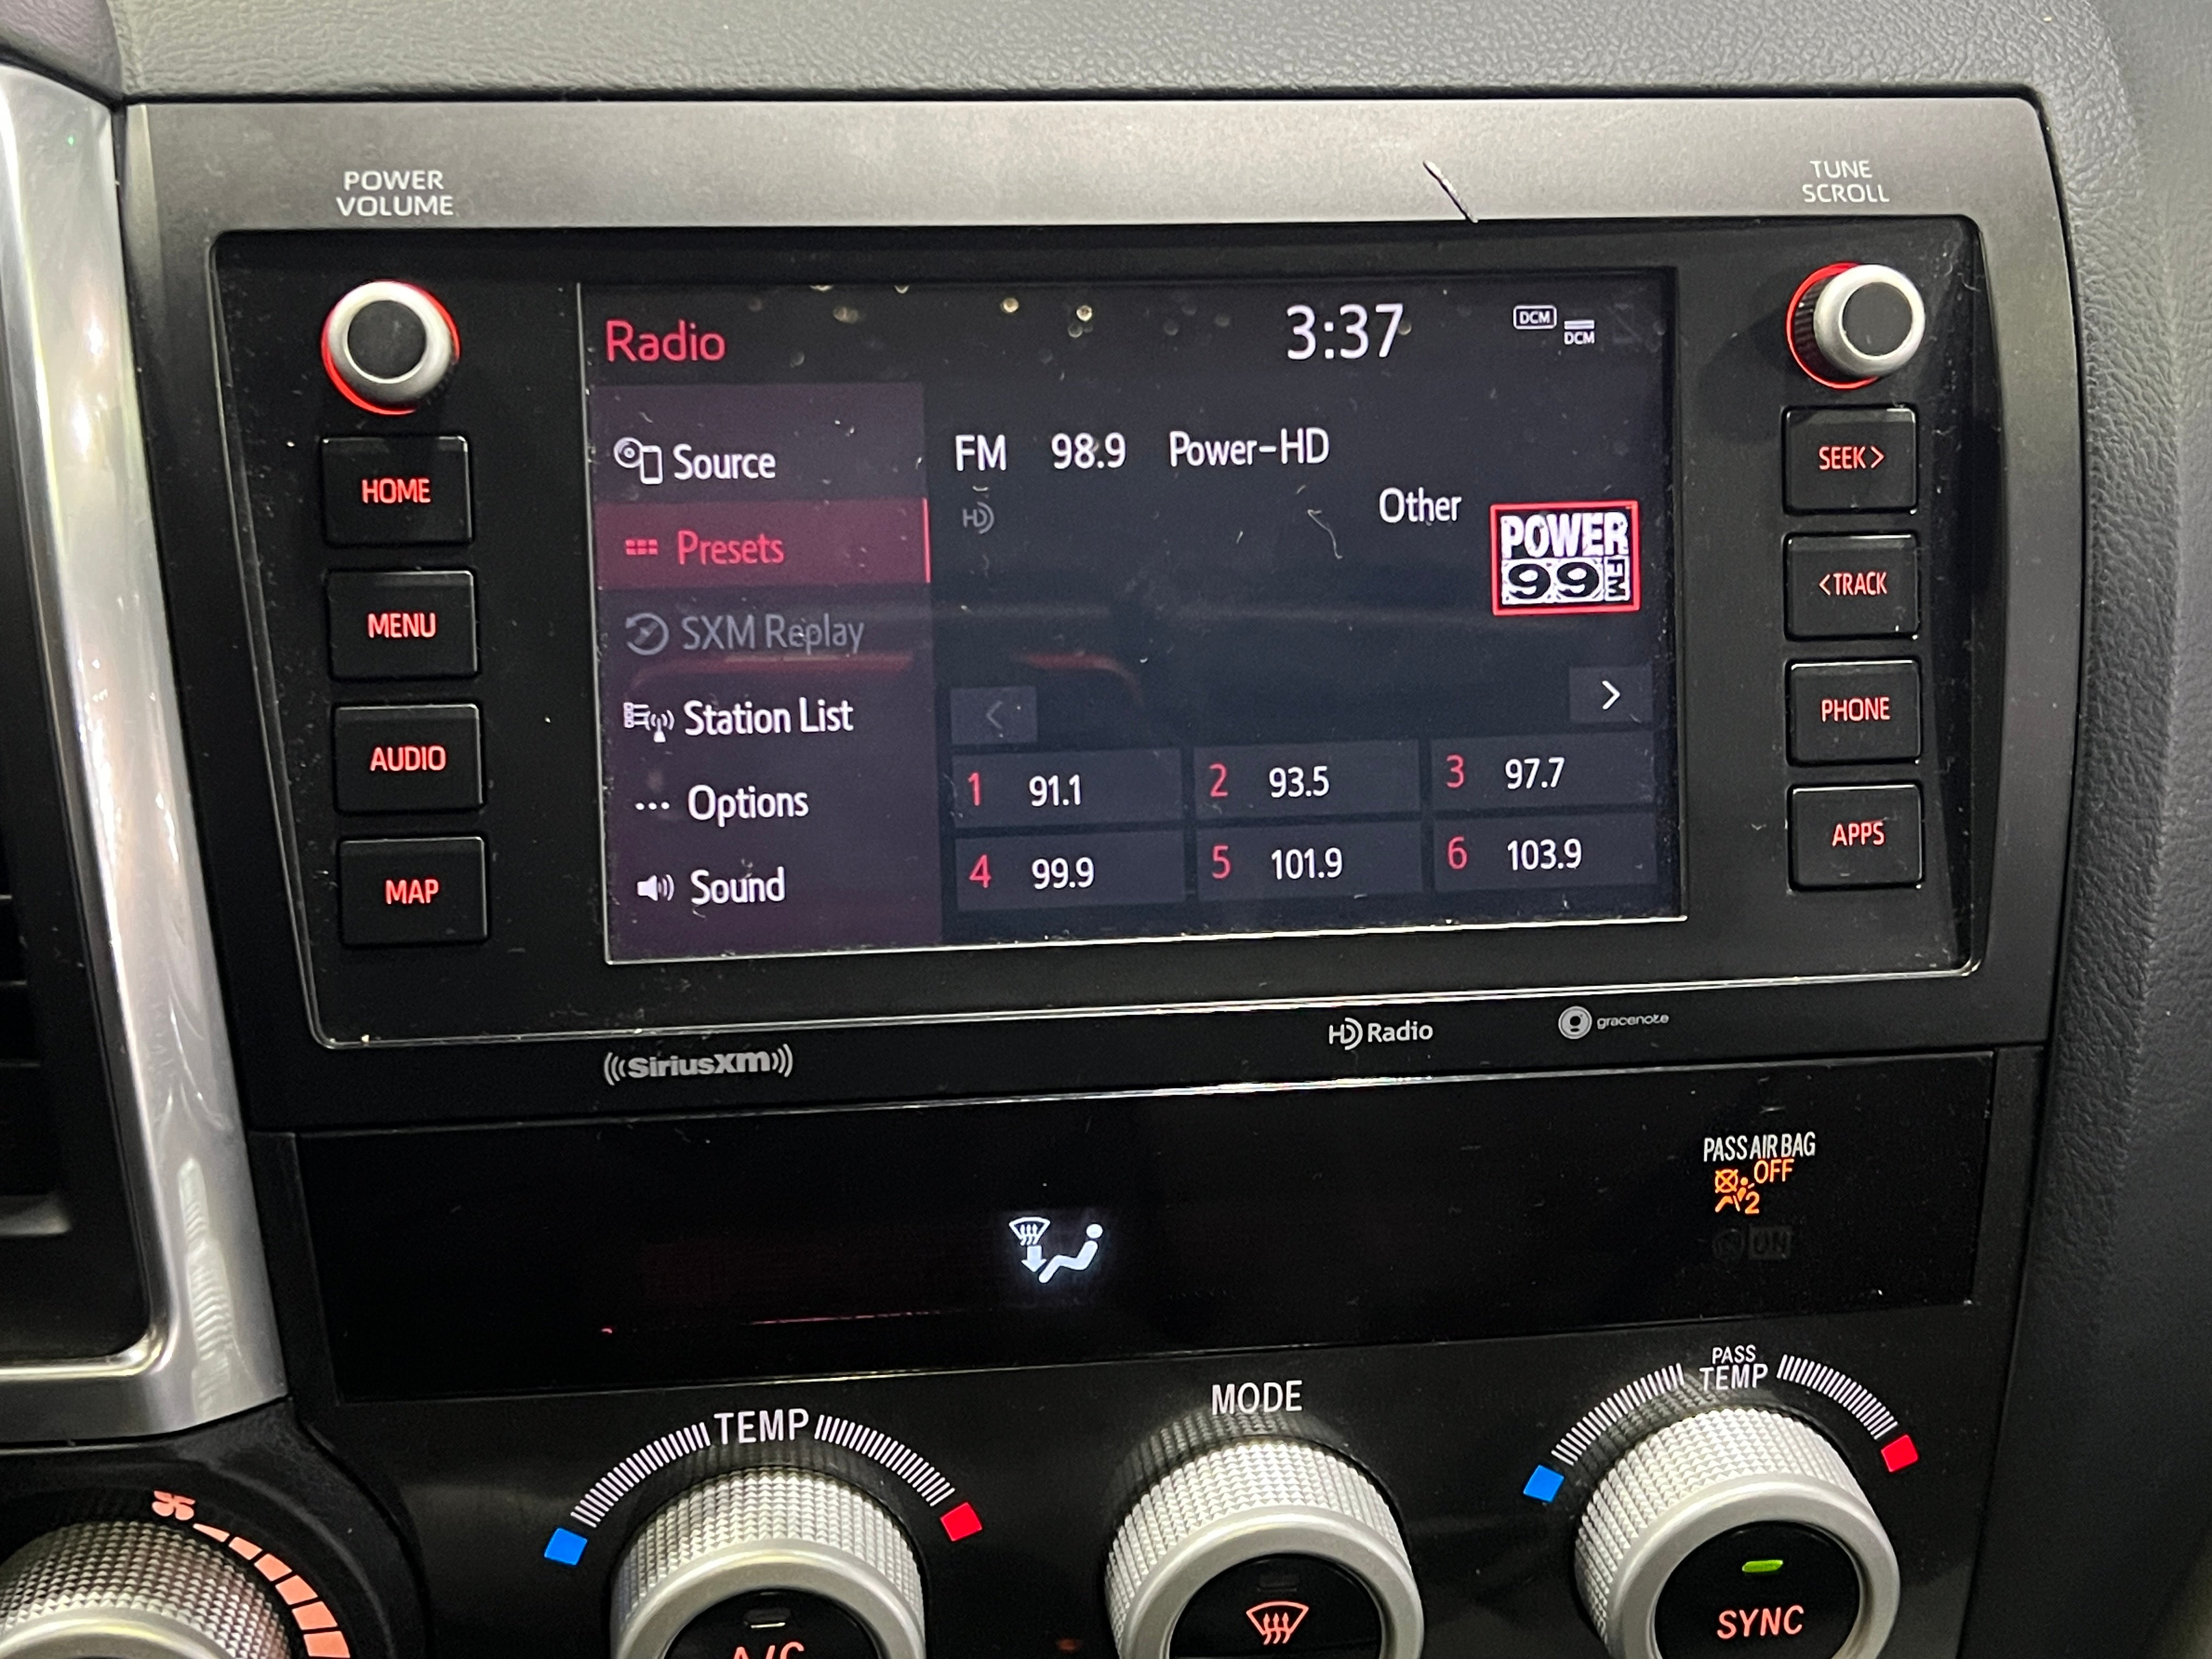 POWER
VOLUME
TUNE
SCROLL
Radio
3:37
DCM
DCM
HOME
MENU
AUDIO
MAP
Source
Presets
SXM Replay
Station List
Options
Sound
FM 98.9 Power-HD
HD
Other
POWER
99
FM
<
>
1 91.1
2 93.5
3 97.7
4 99.9
5 101.9
6 103.9
SEEK >
< TRACK
PHONE
APPS
((SiriusXM))
HD Radio
gracenote
PASS AIR BAG
OFF
2
ON
TEMP
MODE
PASS
TEMP
A/C
SYNC